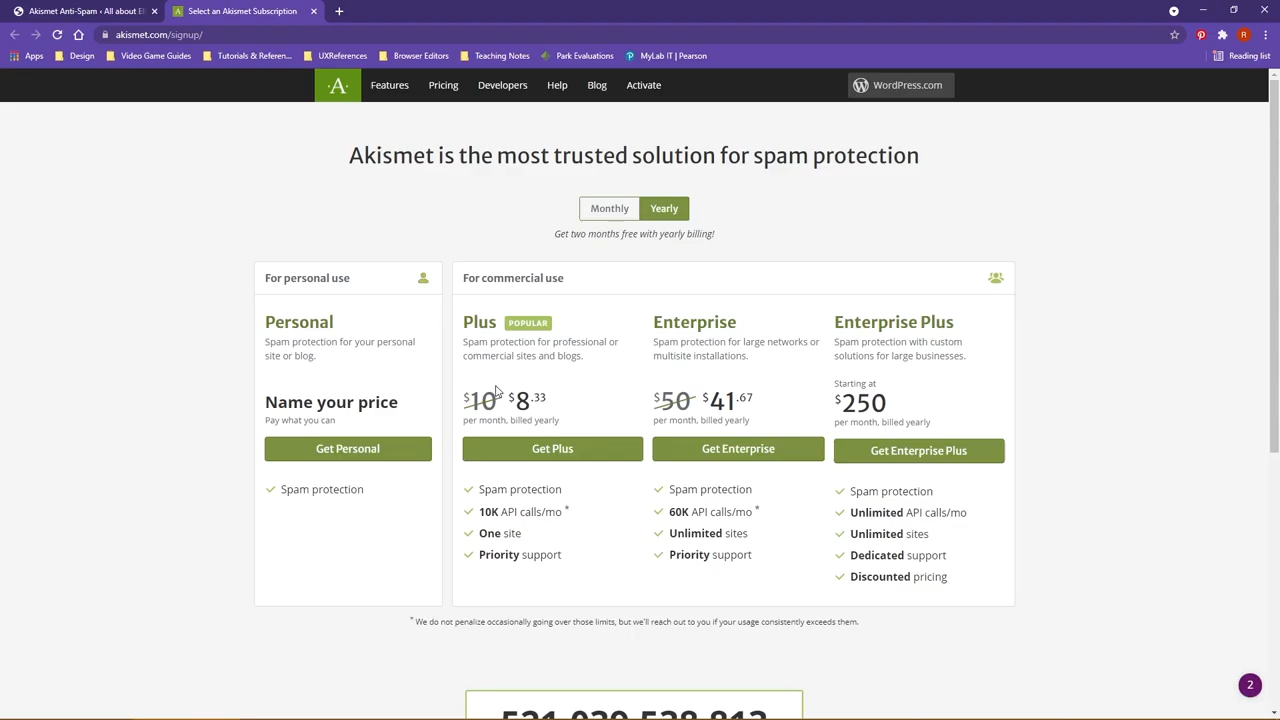 Akismet Anti-Spam ‹ All about El
Select an Akismet Subscription
akismet.com/signup/
Apps
Design
Video Game Guides
Tutorials & Referen...
UXReferences
Browser Editors
Teaching Notes
Park Evaluations
MyLab IT | Pearson
Reading list
A
Features
Pricing
Developers
Help
Blog
Activate
WordPress.com
Akismet is the most trusted solution for spam protection
Monthly
Yearly
Get two months free with yearly billing!
For personal use
Personal
Spam protection for your personal
site or blog.
Name your price
Pay what you can
Get Personal
Spam protection
For commercial use
Plus POPULAR
Spam protection for professional or
commercial sites and blogs.
$10 $8.33
per month, billed yearly
Get Plus
Spam protection
10K API calls/mo *
One site
Priority support
Enterprise
Spam protection for large networks or
multisite installations.
$50 $41.67
per month, billed yearly
Get Enterprise
Spam protection
60K API calls/mo *
Unlimited sites
Priority support
Enterprise Plus
Spam protection with custom
solutions for large businesses.
Starting at
$250
per month, billed yearly
Get Enterprise Plus
Spam protection
Unlimited API calls/mo
Unlimited sites
Dedicated support
Discounted pricing
* We do not penalize occasionally going over those limits, but we'll reach out to you if your usage consistently exceeds them.
2